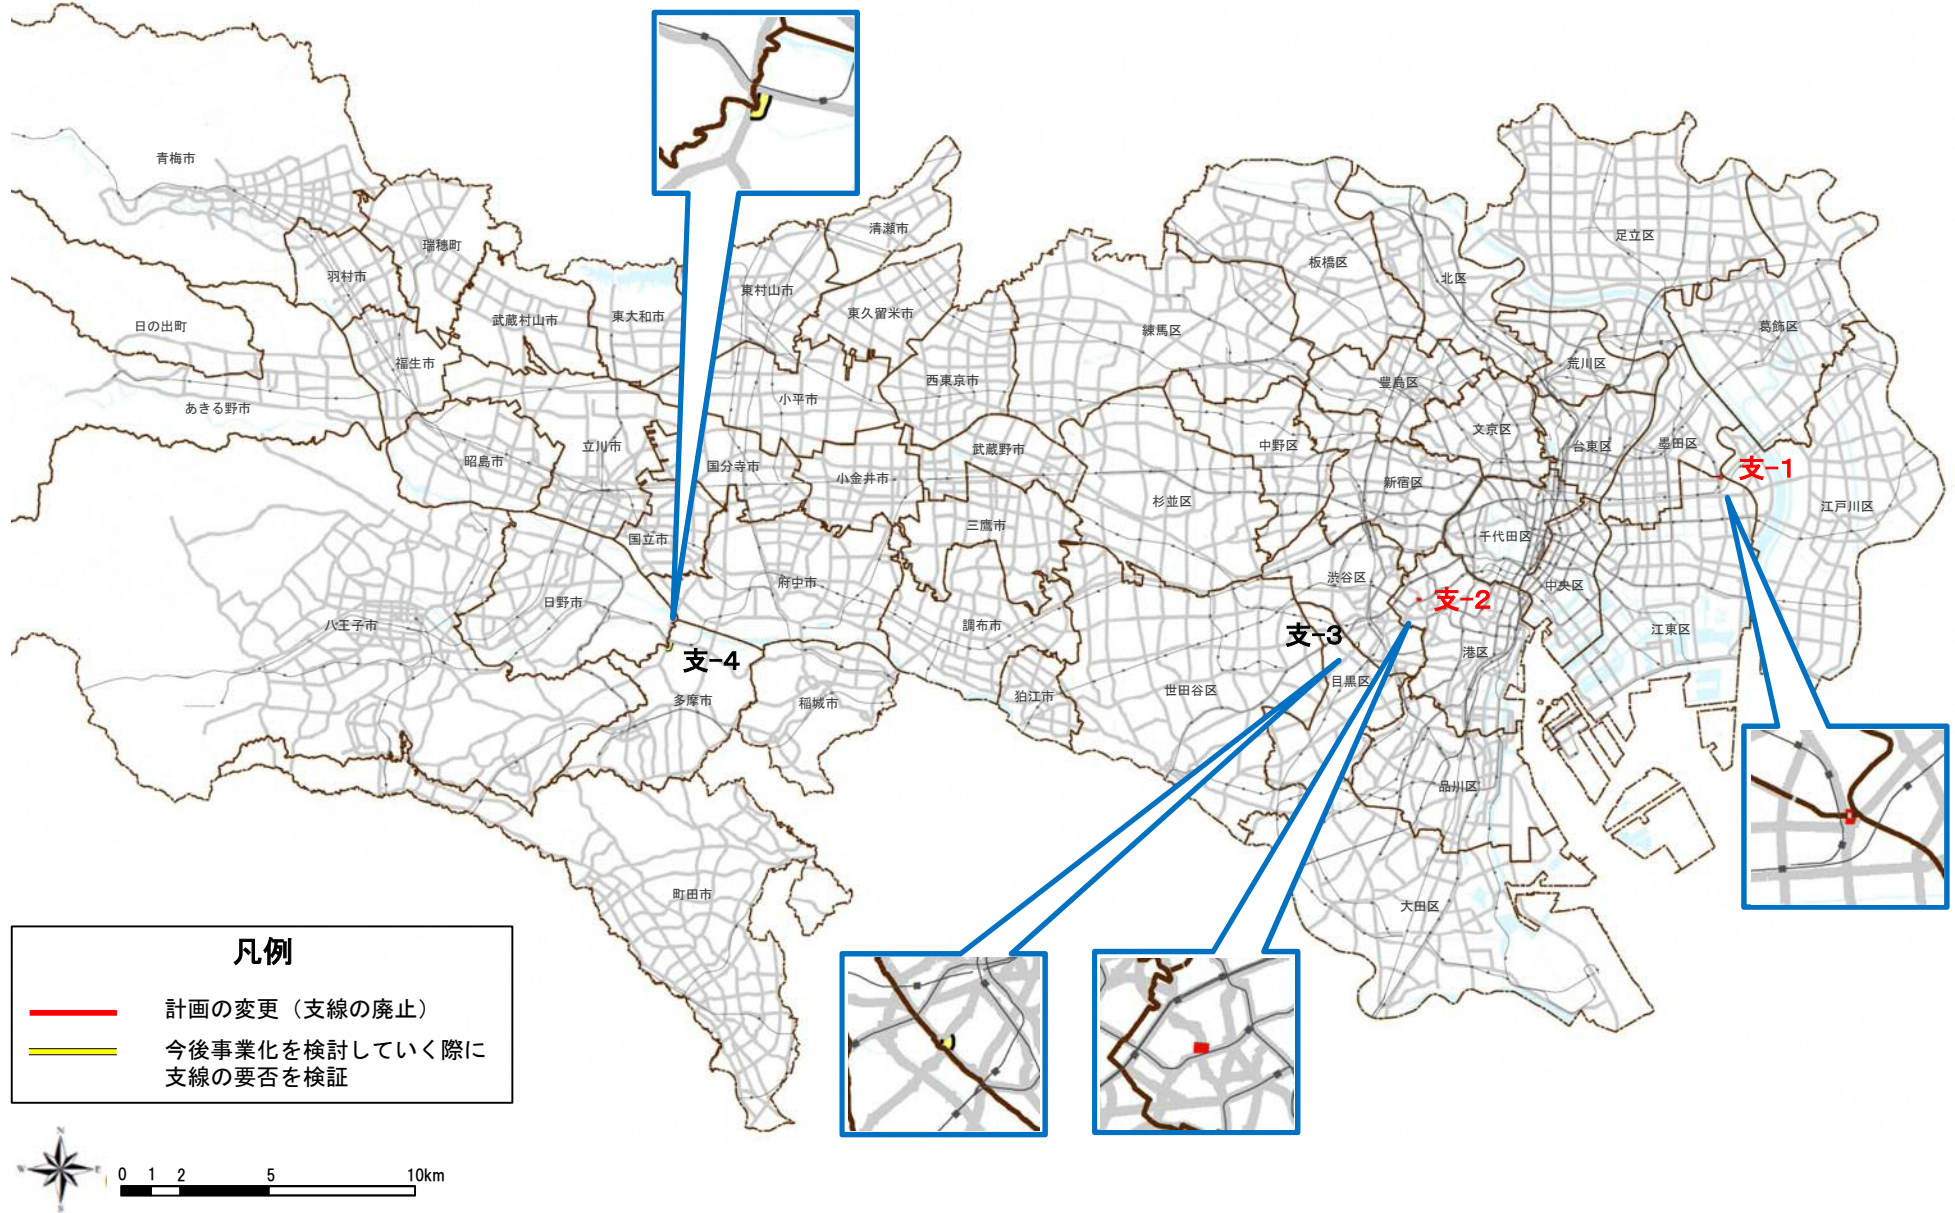 青梅市
瑞穂町
羽村市
日の出町
福生市
あきる野市
武蔵村山市
東大和市
東村山市
清瀬市
東久留米市
西東京市
小平市
昭島市
立川市
国分寺市
小金井市
武蔵野市
国立市
三鷹市
府中市
日野市
八王子市
調布市
多摩市
稲城市
狛江市
町田市
板橋区
北区
足立区
練馬区
葛飾区
荒川区
豊島区
文京区
台東区
墨田区
中野区
新宿区
杉並区
江戸川区
千代田区
渋谷区
中央区
江東区
港区
世田谷区
目黒区
品川区
大田区
支-1
支-2
支-3
支-4
凡例
計画の変更（支線の廃止）
今後事業化を検討していく際に
支線の要否を検証
N
W
E
S
0 1 2 5 10km